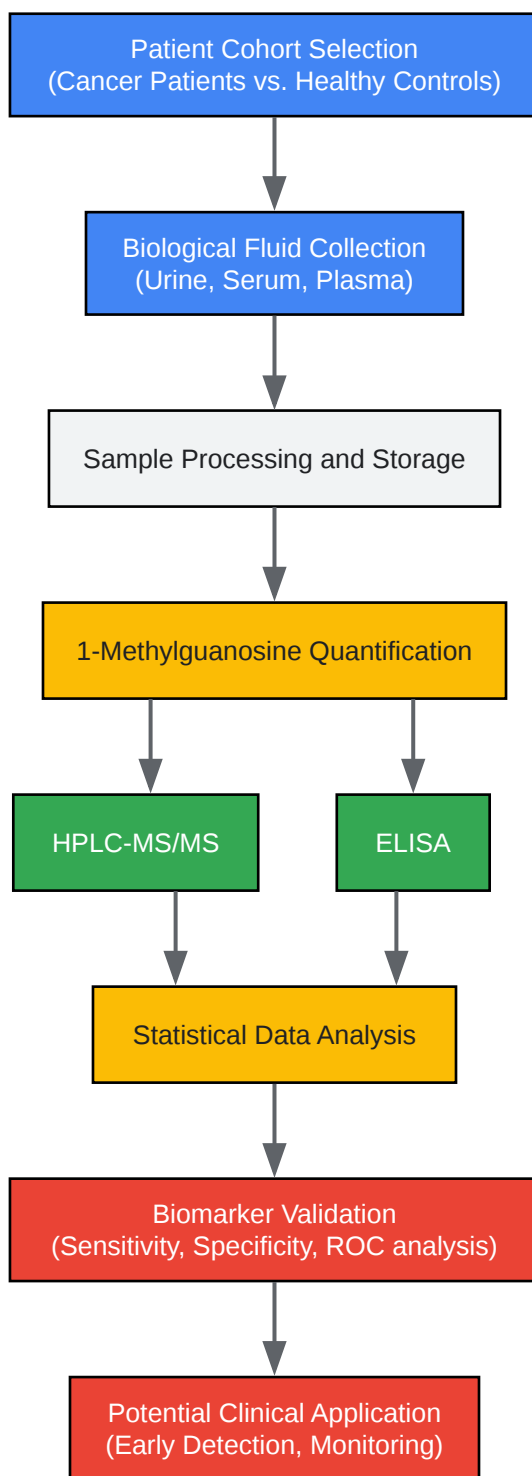 Patient Cohort Selection
(Cancer Patients vs. Healthy Controls)
Biological Fluid Collection
(Urine, Serum, Plasma)
Sample Processing and Storage
1-Methylguanosine Quantification
HPLC-MS/MS
ELISA
Statistical Data Analysis
Biomarker Validation
(Sensitivity, Specificity, ROC analysis)
Potential Clinical Application
(Early Detection, Monitoring)